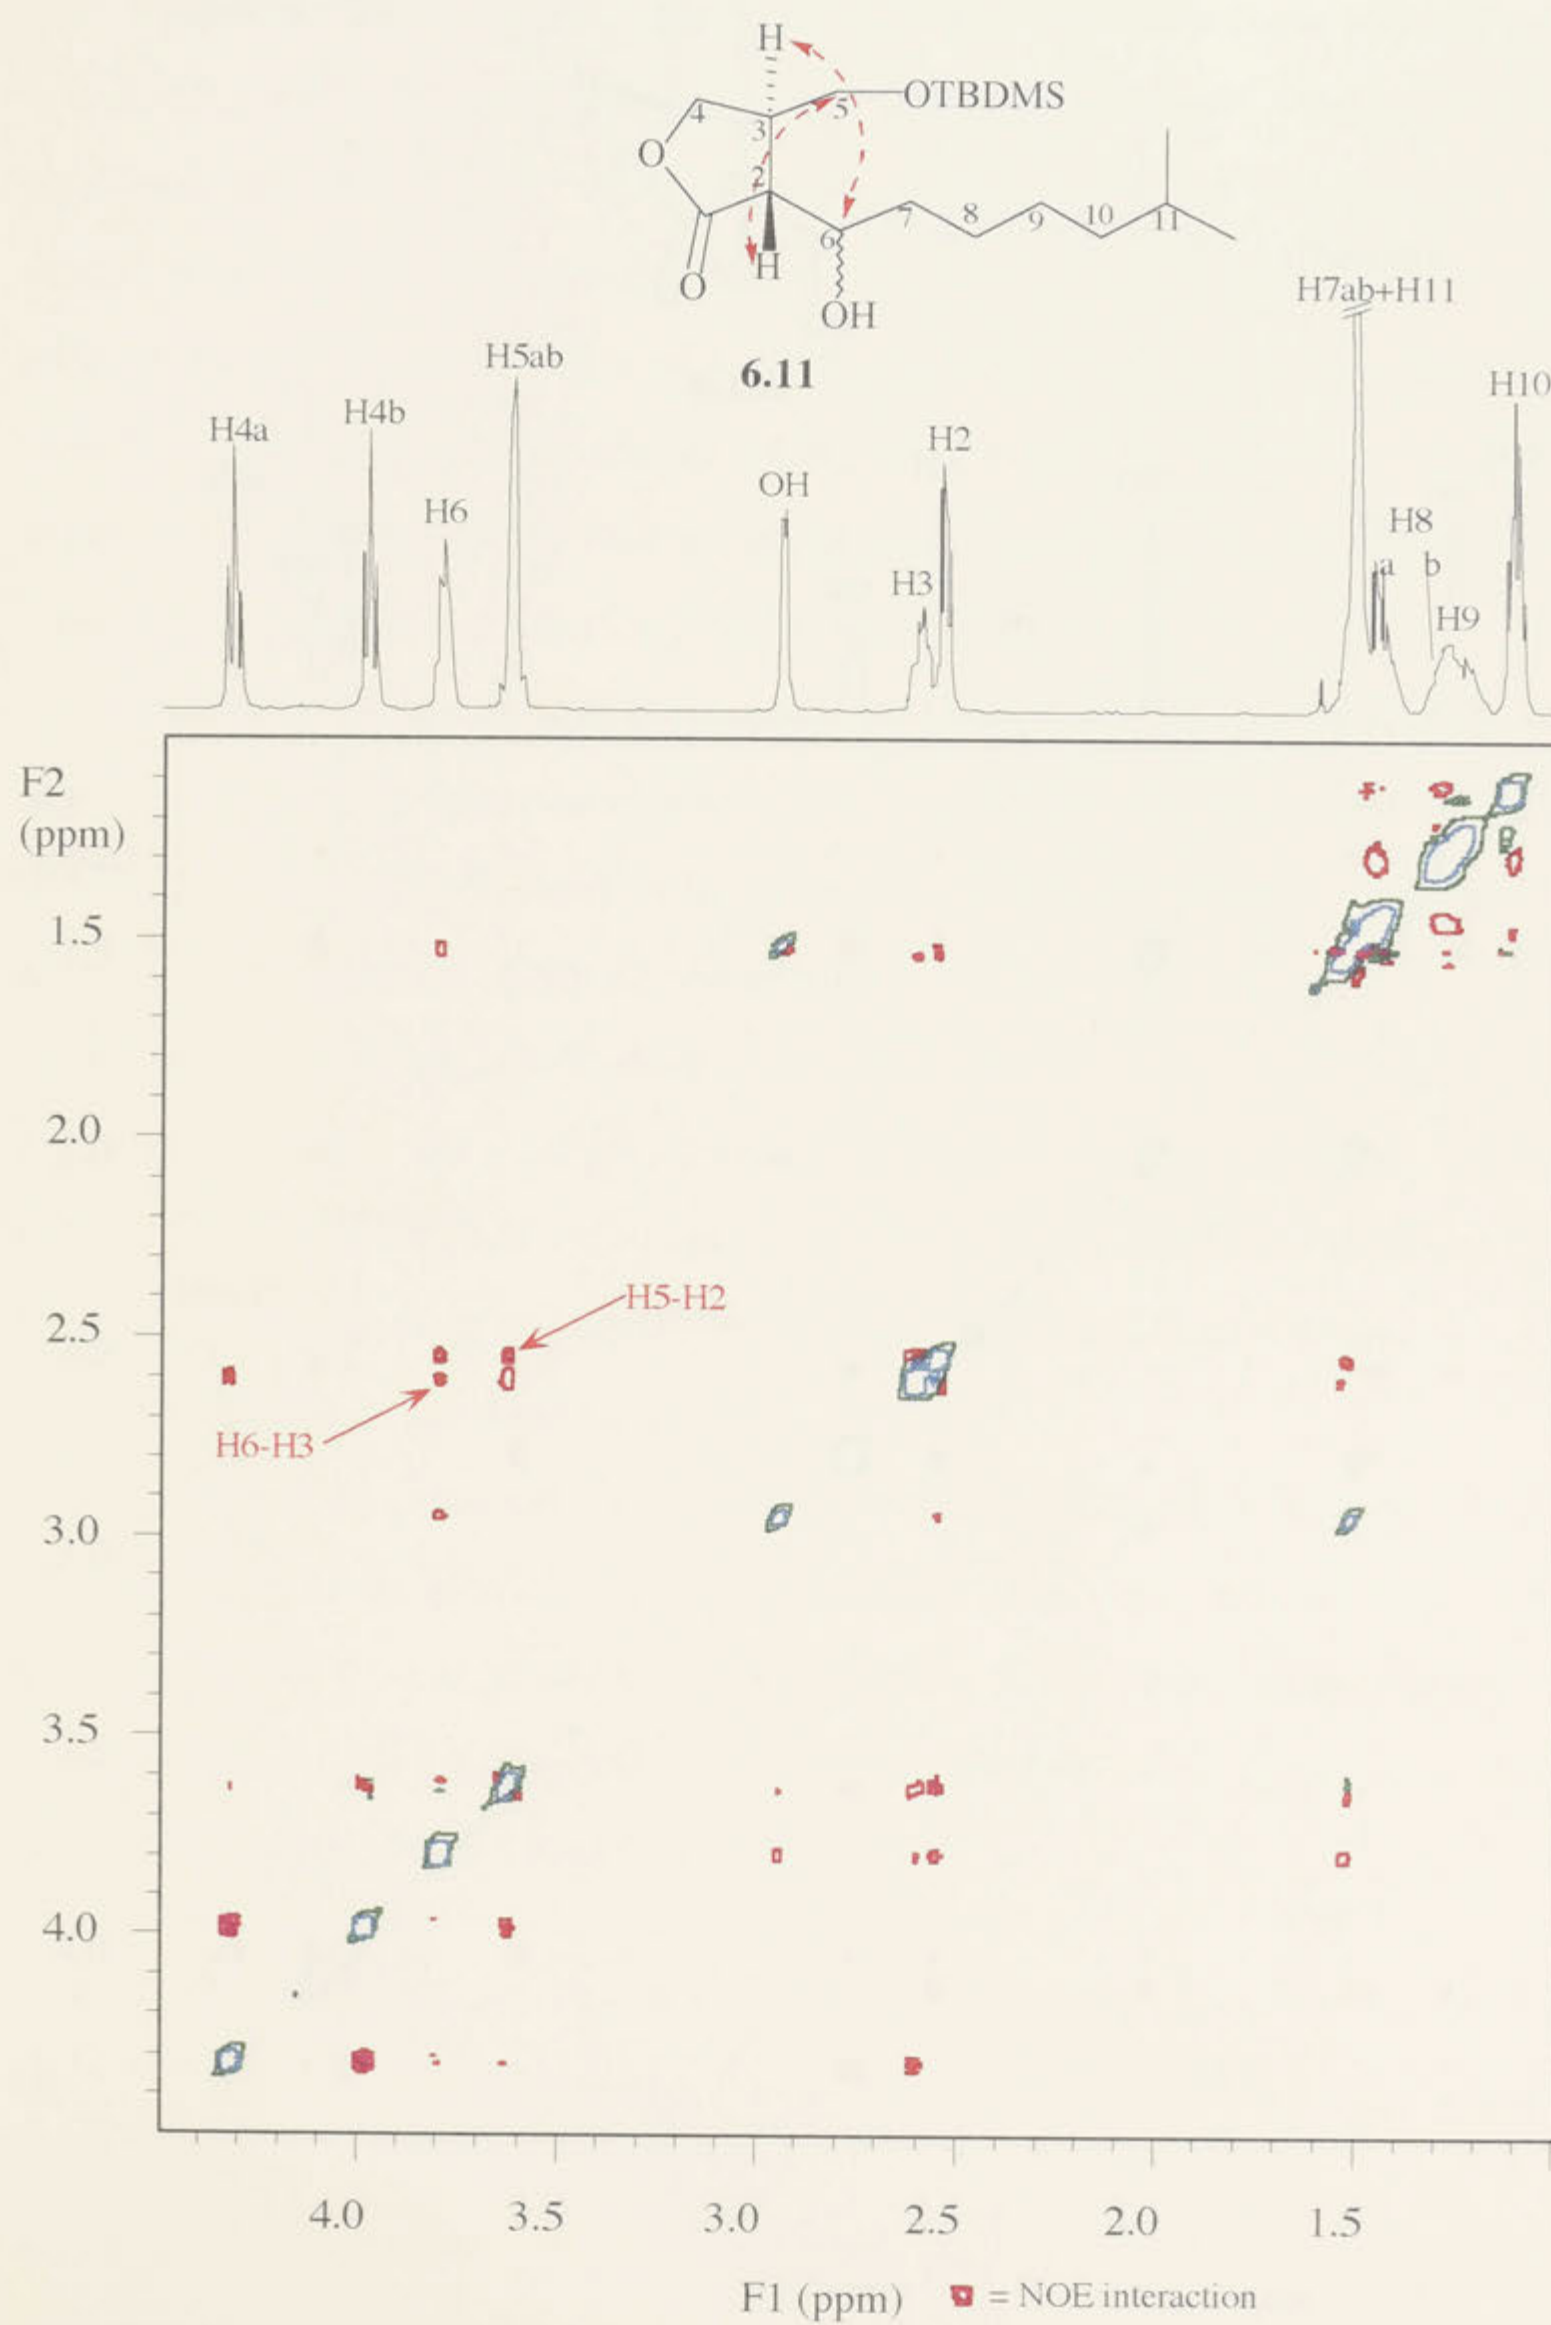 H
4
5
OTBDMS
3
O
2
6
7
8
9
10
11
H
O
OH
6.11
H7ab+H11
H5ab
H4a
H4b
H10
H2
H6
OH
H8
H3
a
b
H9
F2
(ppm)
1.5
2.0
2.5
H5-H2
H6-H3
3.0
3.5
4.0
4.0 3.5 3.0 2.5 2.0 1.5
F1 (ppm) = NOE interaction